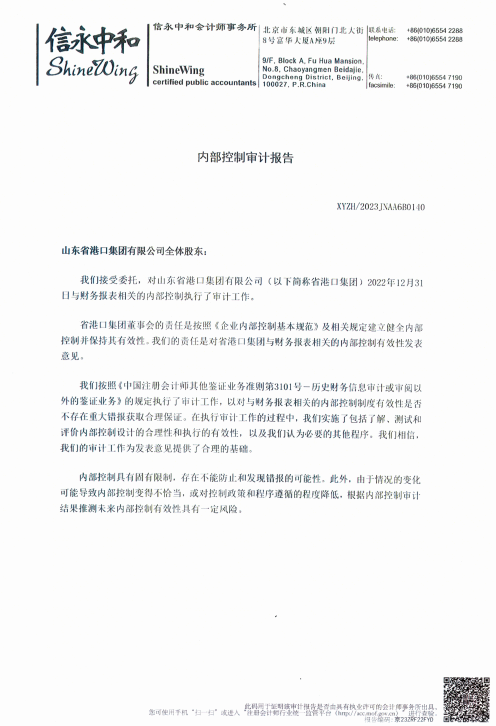 信永中和
ShineWing
信永中和会计师事务所
ShineWing
certified public accountants
北京市东城区朝阳门北大街
8号富华大厦A座9层
9/F, Block A, Fu Hua Mansion,
No.8, Chaoyangmen Beidajie,
Dongcheng District, Beijing,
100027, P.R.China
联系电话: +86(010)6554 2288
telephone: +86(010)6554 2288
传真: +86(010)6554 7190
facsimile: +86(010)6554 7190
内部控制审计报告
XYZH/2023JNAA6B0140
山东省港口集团有限公司全体股东：
我们接受委托，对山东省港口集团有限公司（以下简称省港口集团）2022年12月31
日与财务报表相关的内部控制执行了审计工作。
省港口集团董事会的责任是按照《企业内部控制基本规范》及相关规定建立健全内部
控制并保持其有效性。我们的责任是对省港口集团与财务报表相关的内部控制有效性发表
意见。
我们按照《中国注册会计师其他鉴证业务准则第3101号－历史财务信息审计或审阅以
外的鉴证业务》的规定执行了审计工作，以对与财务报表相关的内部控制制度有效性是否
不存在重大错报获取合理保证。在执行审计工作的过程中，我们实施了包括了解、测试和
评价内部控制设计的合理性和执行的有效性，以及我们认为必要的其他程序。我们相信，
我们的审计工作为发表意见提供了合理的基础。
内部控制具有固有限制，存在不能防止和发现错报的可能性。此外，由于情况的变化
可能导致内部控制变得不恰当，或对控制政策和程序遵循的程度降低，根据内部控制审计
结果推测未来内部控制有效性具有一定风险。
此码用于证明该审计报告是否由具有执业许可的会计师事务所出具，
您可使用手机“扫一扫”或进入“注册会计师行业统一监管平台（http://acc.mof.gov.cn）”进行查验。
报告编码:京232RF22FYD